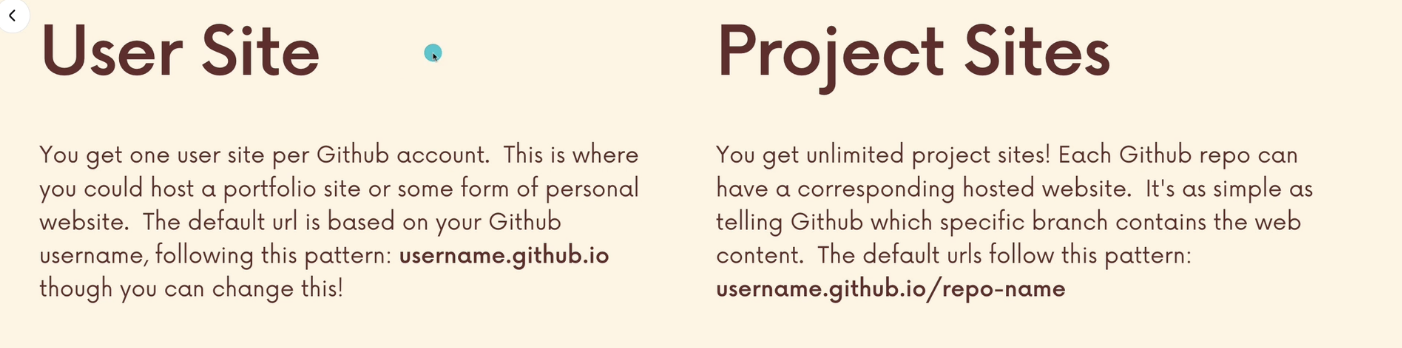 User Site
You get one user site per Github account.  This is where
you could host a portfolio site or some form of personal
website.  The default url is based on your Github
username, following this pattern: username.github.io
though you can change this!
Project Sites
You get unlimited project sites! Each Github repo can
have a corresponding hosted website.  It's as simple as
telling Github which specific branch contains the web
content.  The default urls follow this pattern:
username.github.io/repo-name